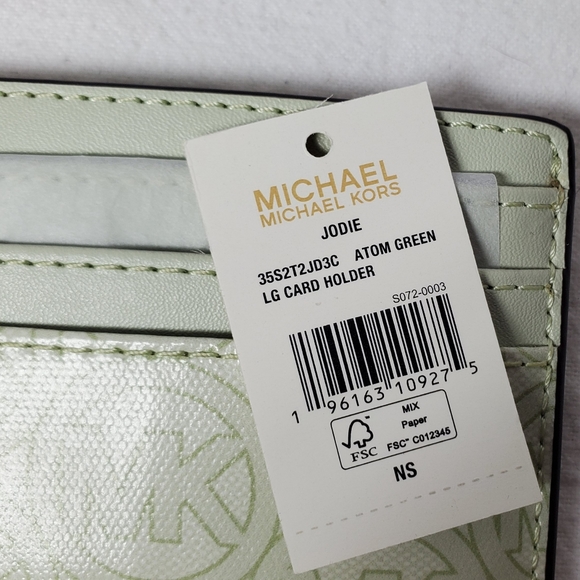 MICHAEL
MICHAEL KORS
JODIE
35S2T2JD3C ATOM GREEN
LG CARD HOLDER
S072-0003
1 96163 10927 5
FSC
MIX
Paper
FSC™ C012345
NS